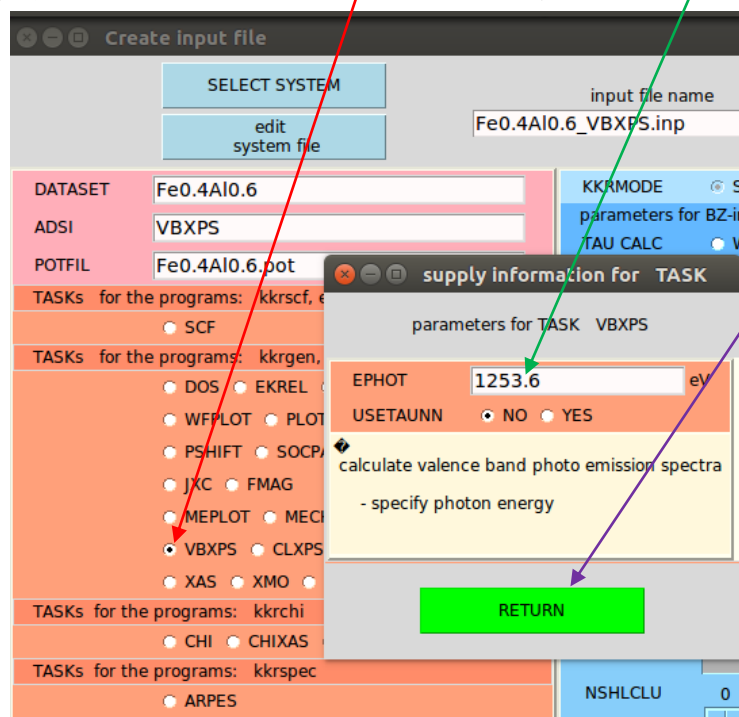 Create input file
SELECT SYSTEM
edit
system file
input file name
Fe0.4Al0.6_VBXPS.inp
DATASET Fe0.4Al0.6
ADSI VBXPS
POTFIL Fe0.4Al0.6.pot
KKRMODE
parameters for BZ-i
TAU CALC
TASKs for the programs: kkrscf, e
SCF
TASKs for the programs: kkrgen,
DOS EKREL
WFPLOT PLOT
PSHIFT SOCPA
JXC FMAG
MEPLOT MECH
VBXPS CLXPS
XAS XMO
TASKs for the programs: kkrchi
CHI CHIXAS
TASKs for the programs: kkrspec
ARPES
supply information for TASK
parameters for TASK VBXPS
EPHOT 1253.6 eV
USETAUNN NO YES
calculate valence band photo emission spectra
- specify photon energy
RETURN
NSHLCLU 0